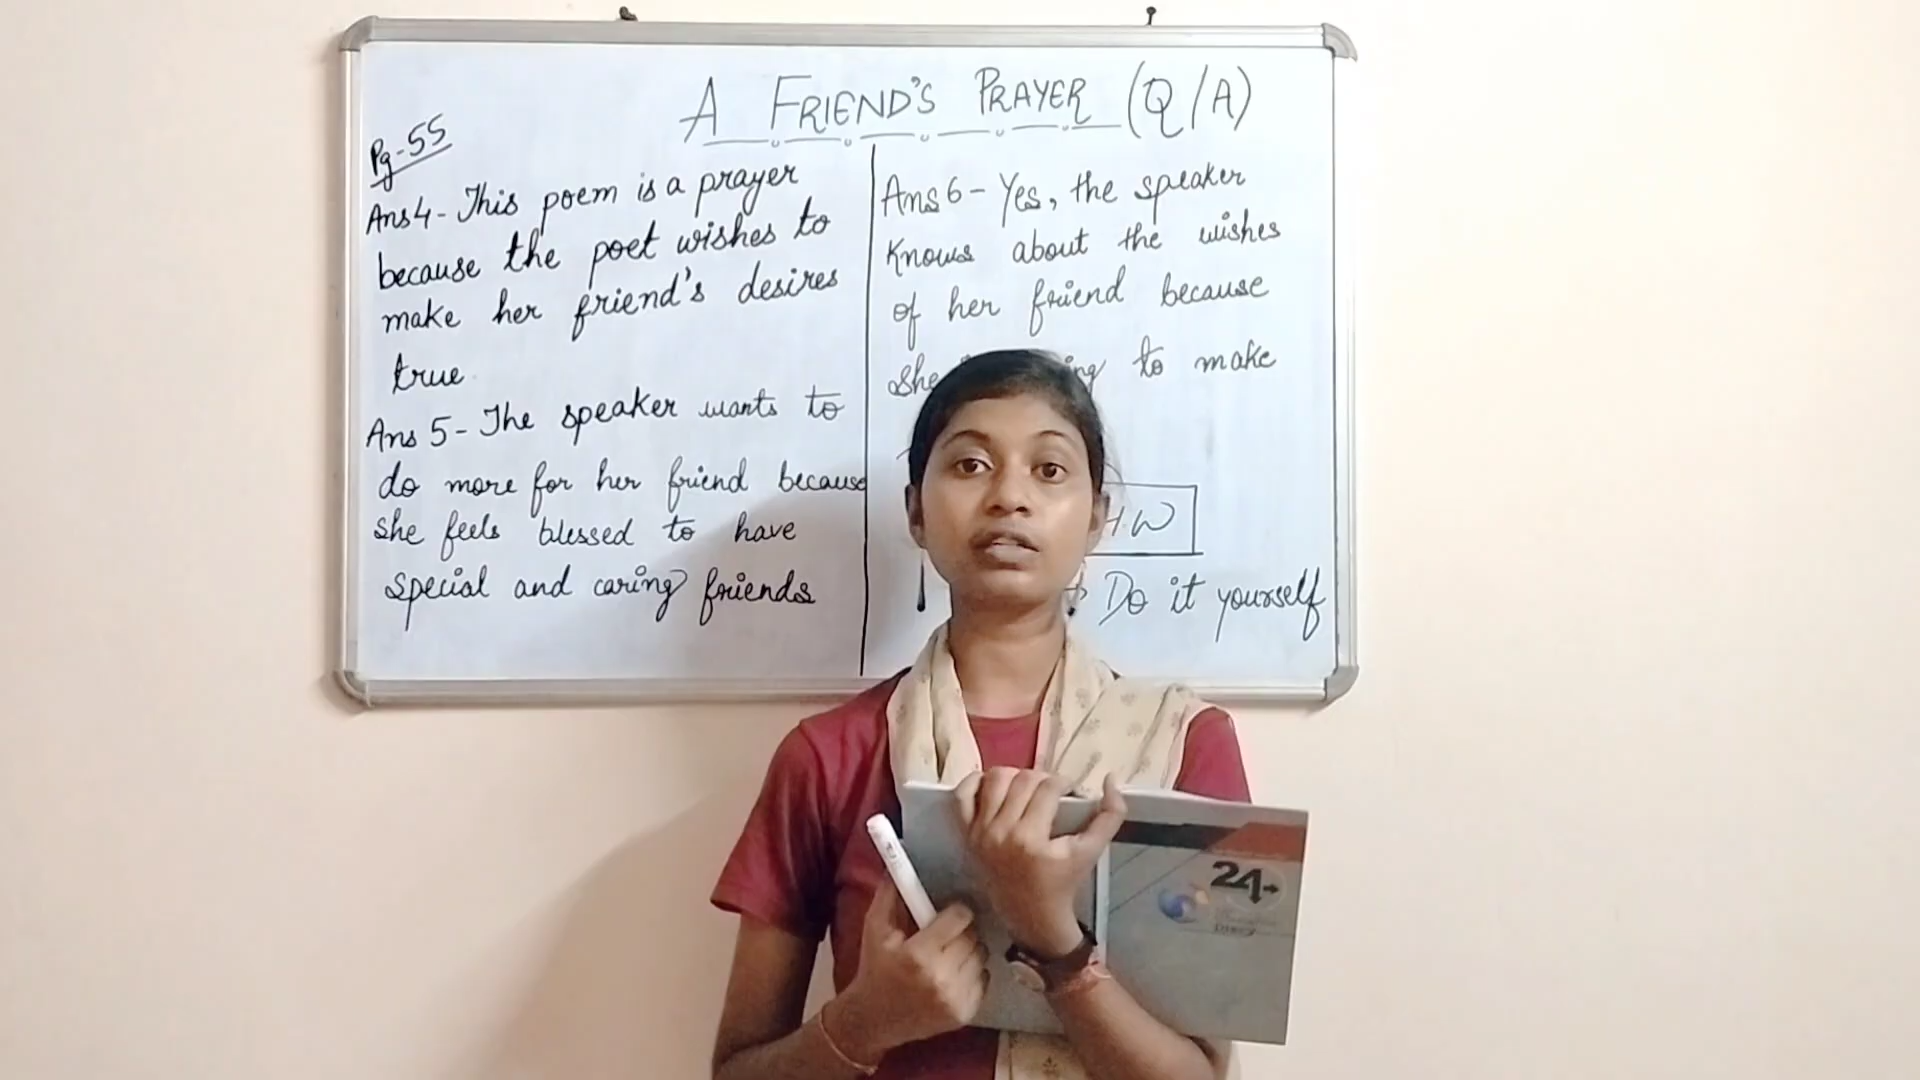 A FRIEND'S PRAYER (Q/A)
Pg-55
Ans4- This poem is a prayer
because the poet wishes to
make her friend's desires
true
Ans 5- The speaker wants to
do more for her friend because
she feels blessed to have
special and caring friends
Ans 6- Yes, the speaker
knows about the wishes
of her friend because
she to make
H.W
→ Do it yourself
24
Diary